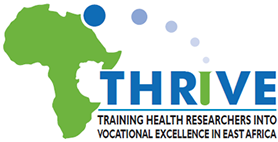 THRiVE
TRAINING HEALTH RESEARCHERS INTO
VOCATIONAL EXCELLENCE IN EAST AFRICA